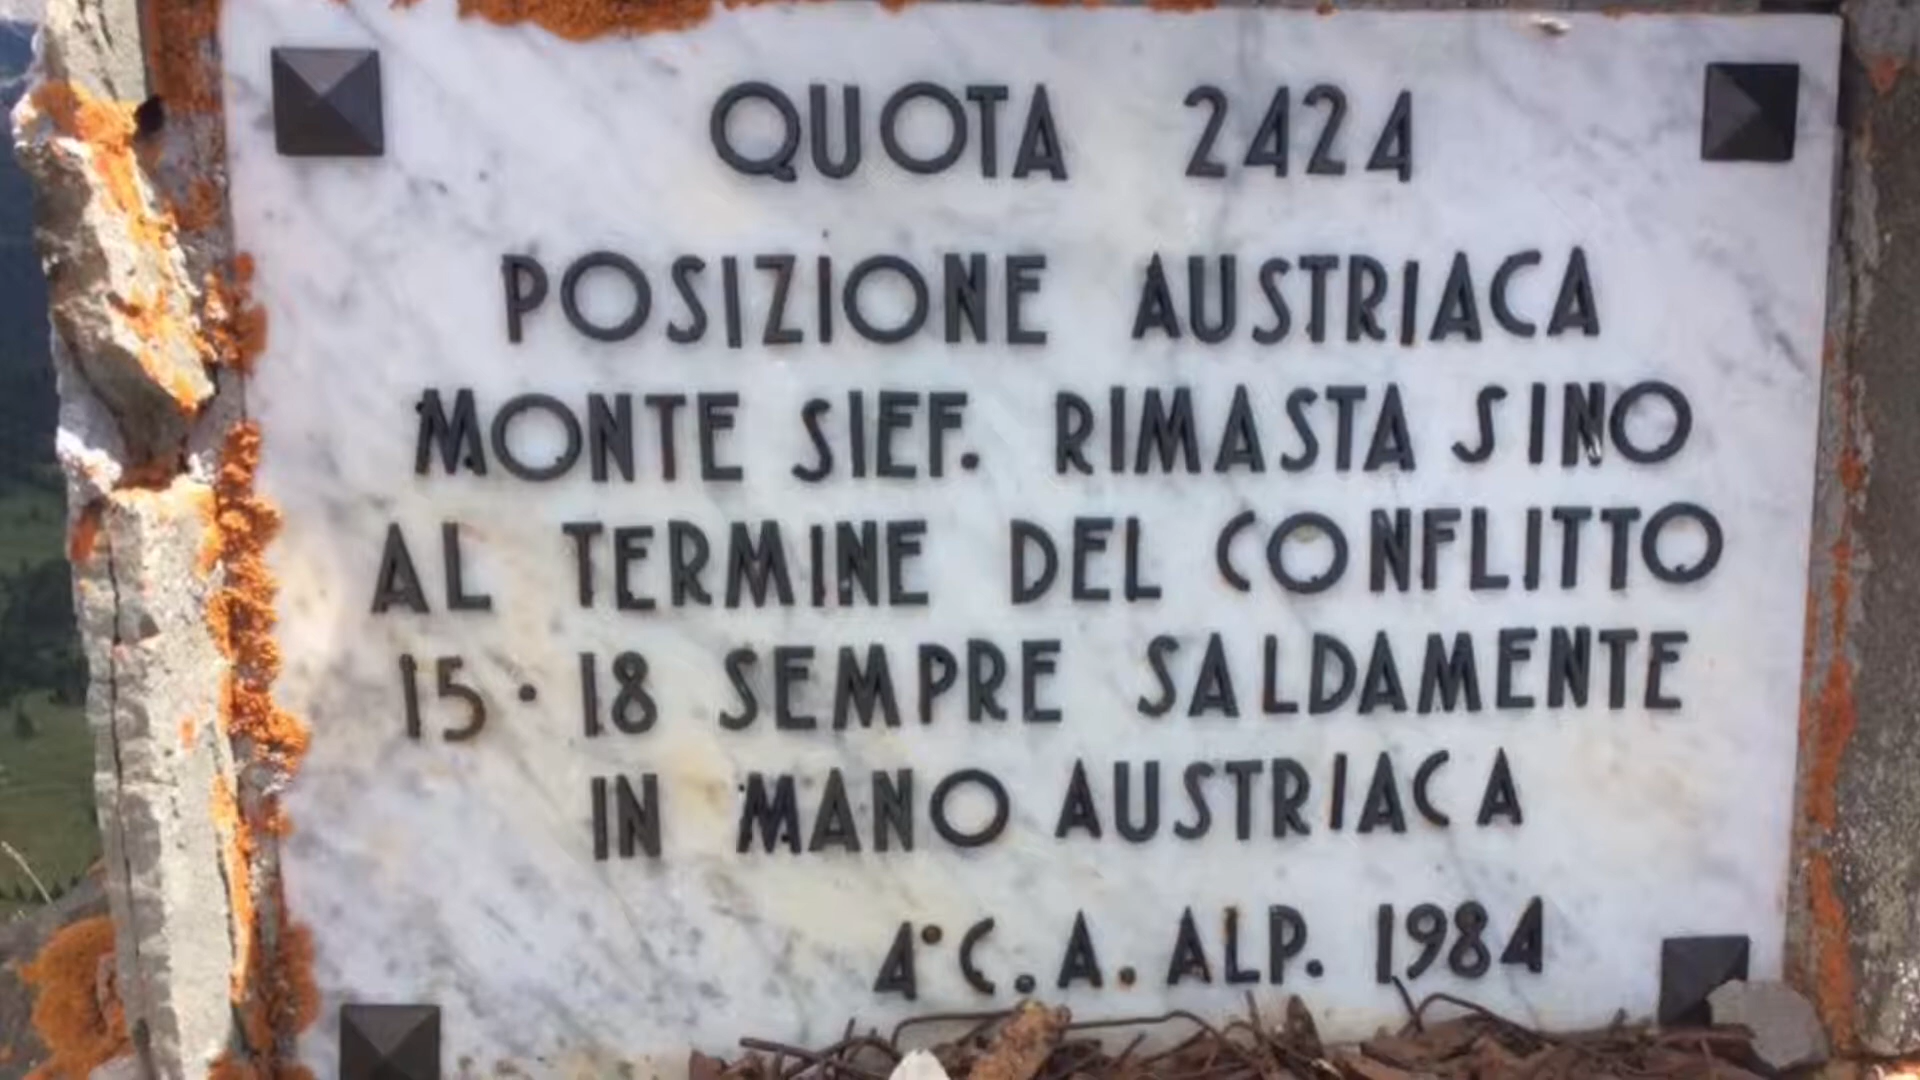 QUOTA 2424
POSIZIONE AUSTRIACA
MONTE SIEF. RIMASTA SINO
AL TERMINE DEL CONFLITTO
15·18 SEMPRE SALDAMENTE
IN MANO AUSTRIACA
4° C. A. ALP. 1984